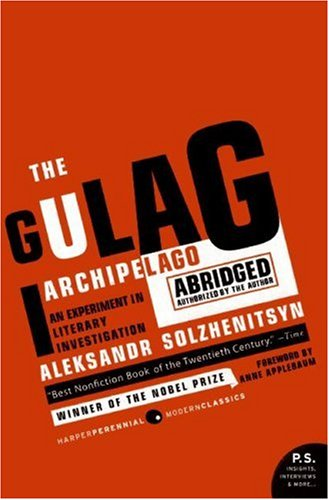 THE
GULAG
ARCHIPELAGO
ABRIDGED
AUTHORIZED BY THE AUTHOR
AN EXPERIMENT IN
LITERARY
INVESTIGATION
ALEKSANDR SOLZHENITSYN
"Best Nonfiction Book of the Twentieth Century." —Time
WINNER OF THE NOBEL PRIZE
FOREWORD BY
ANNE APPLEBAUM
HARPERPERENNIAL MODERNCLASSICS
P.S.
INSIGHTS,
INTERVIEWS
& MORE...